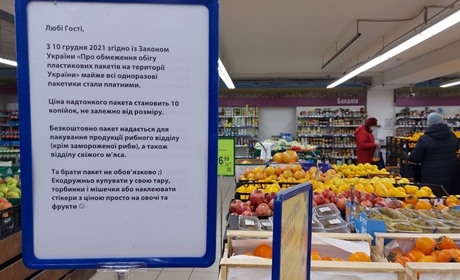 Любі Гості,
З 10 грудня 2021 згідно із Законом
України «Про обмеження обігу
пластикових пакетів на території
України» майже всі одноразові
пакетики стали платними.
Ціна надтонкого пакета становить 10
копійок, не залежно від розміру.
Безкоштовно пакет надається для
пакування продукції рибного відділу
(крім замороженої риби), а також
відділу свіжого м'яса.
Та брати пакет не обов'язково ;)
Екодружньо купувати у свою тару,
торбинки і мішечки або наклеювати
стікери з ціною просто на овочі та
фрукти ☺
Бакалія